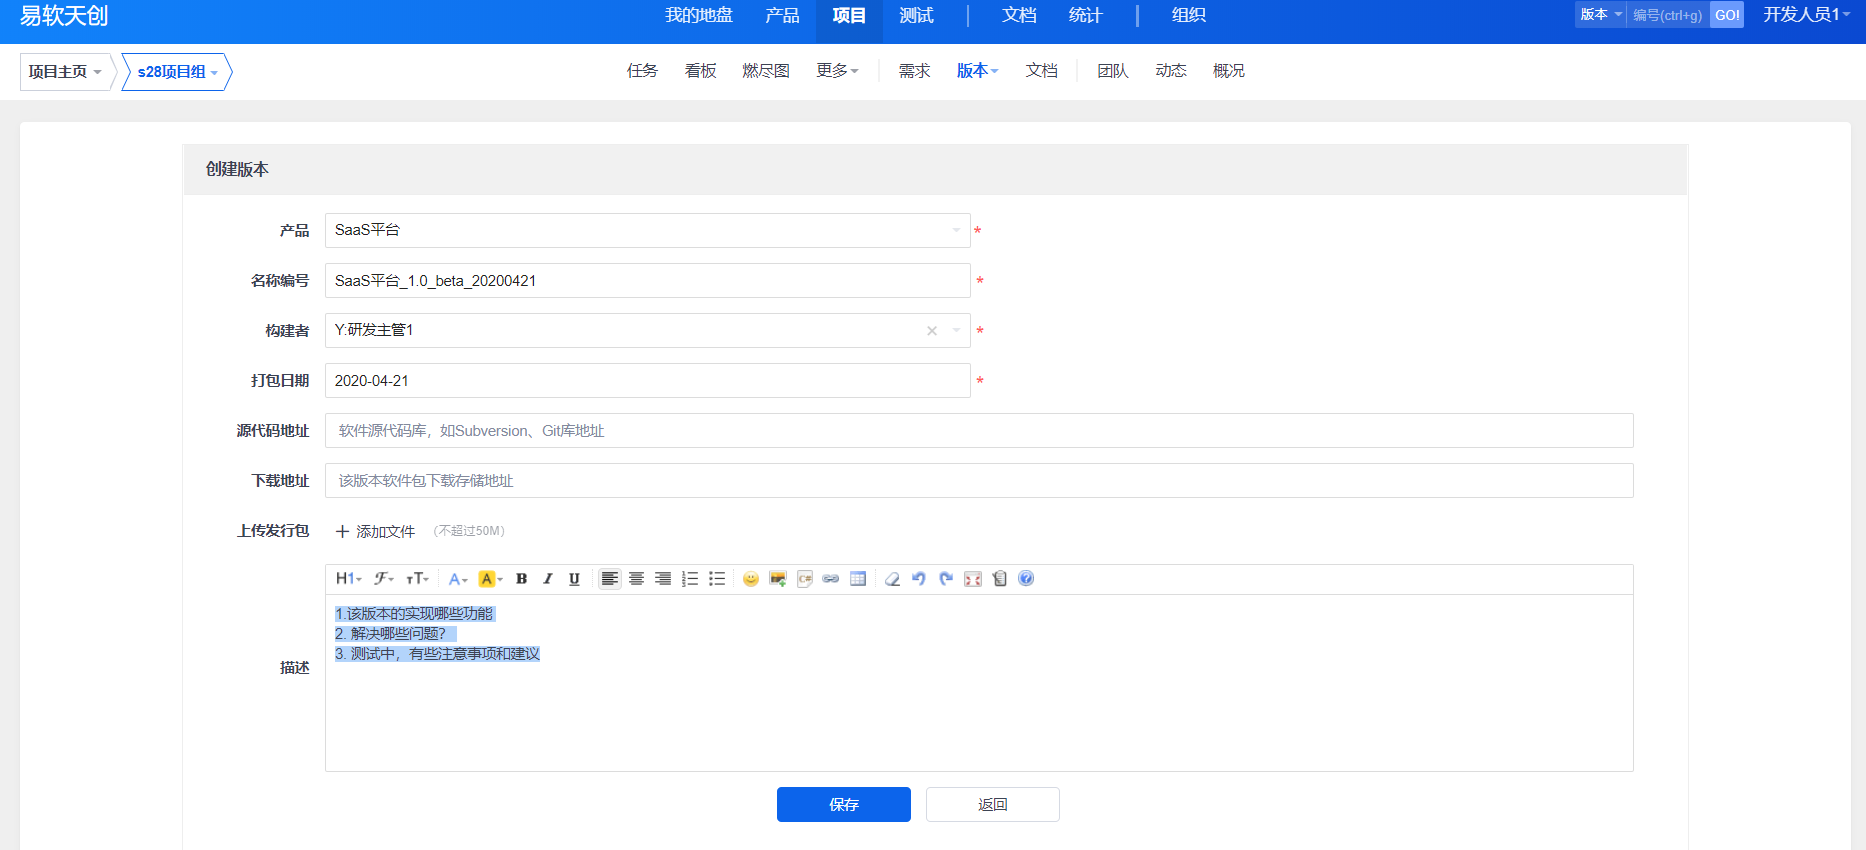 易软天创
我的地盘 产品 项目 测试 | 文档 统计 | 组织
版本 编号(ctrl+g) GO! 开发人员1
项目主页 s28项目组
任务 看板 燃尽图 更多 需求 版本 文档 团队 动态 概况
创建版本
产品 SaaS平台 *
名称编号 SaaS平台_1.0_beta_20200421 *
构建者 Y:研发主管1 × *
打包日期 2020-04-21 *
源代码地址 软件源代码库，如Subversion、Git库地址
下载地址 该版本软件包下载存储地址
上传发行包 + 添加文件 （不超过50M）
H1 F TT A A B I U
1.该版本的实现哪些功能
2. 解决哪些问题？
3. 测试中，有些注意事项和建议
描述
保存 返回